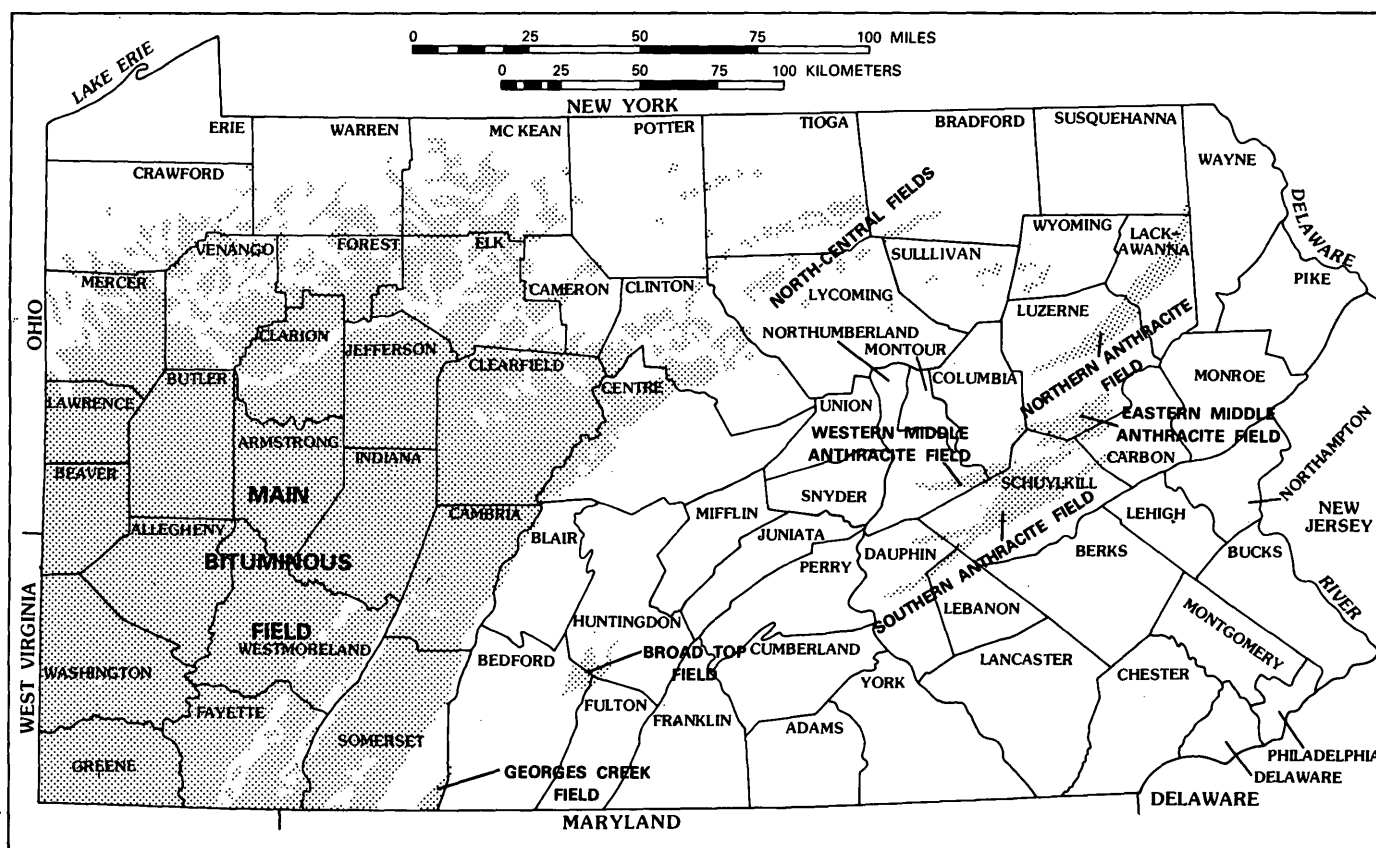 0 25 50 75 100 MILES
0 25 50 75 100 KILOMETERS
LAKE ERIE
NEW YORK
ERIE
WARREN
MC KEAN
POTTER
TIOGA
BRADFORD
SUSQUEHANNA
WAYNE
CRAWFORD
DELAWARE
RIVER
VENANGO
FOREST
ELK
NORTH-CENTRAL FIELDS
WYOMING
LACK-
AWANNA
SULLLIVAN
PIKE
MERCER
CAMERON
CLINTON
LYCOMING
LUZERNE
OHIO
NORTHUMBERLAND
MONTOUR
NORTHERN ANTHRACITE
FIELD
CLARION
JEFFERSON
CLEARFIELD
CENTRE
COLUMBIA
MONROE
BUTLER
LAWRENCE
UNION
EASTERN MIDDLE
ANTHRACITE FIELD
WESTERN MIDDLE
ANTHRACITE FIELD
ARMSTRONG
INDIANA
CARBON
NORTHAMPTON
BEAVER
MAIN
BITUMINOUS
FIELD
SNYDER
SCHUYLKILL
CAMBRIA
MIFFLIN
LEHIGH
NEW
JERSEY
ALLEGHENY
BLAIR
JUNIATA
DAUPHIN
PERRY
BERKS
BUCKS
SOUTHERN ANTHRACITE FIELD
WEST VIRGINIA
HUNTINGDON
LEBANON
MONTGOMERY
WESTMORELAND
BEDFORD
BROAD TOP
FIELD
CUMBERLAND
LANCASTER
CHESTER
WASHINGTON
FAYETTE
FULTON
FRANKLIN
YORK
ADAMS
SOMERSET
PHILADELPHIA
DELAWARE
GREENE
GEORGES CREEK
FIELD
DELAWARE
MARYLAND